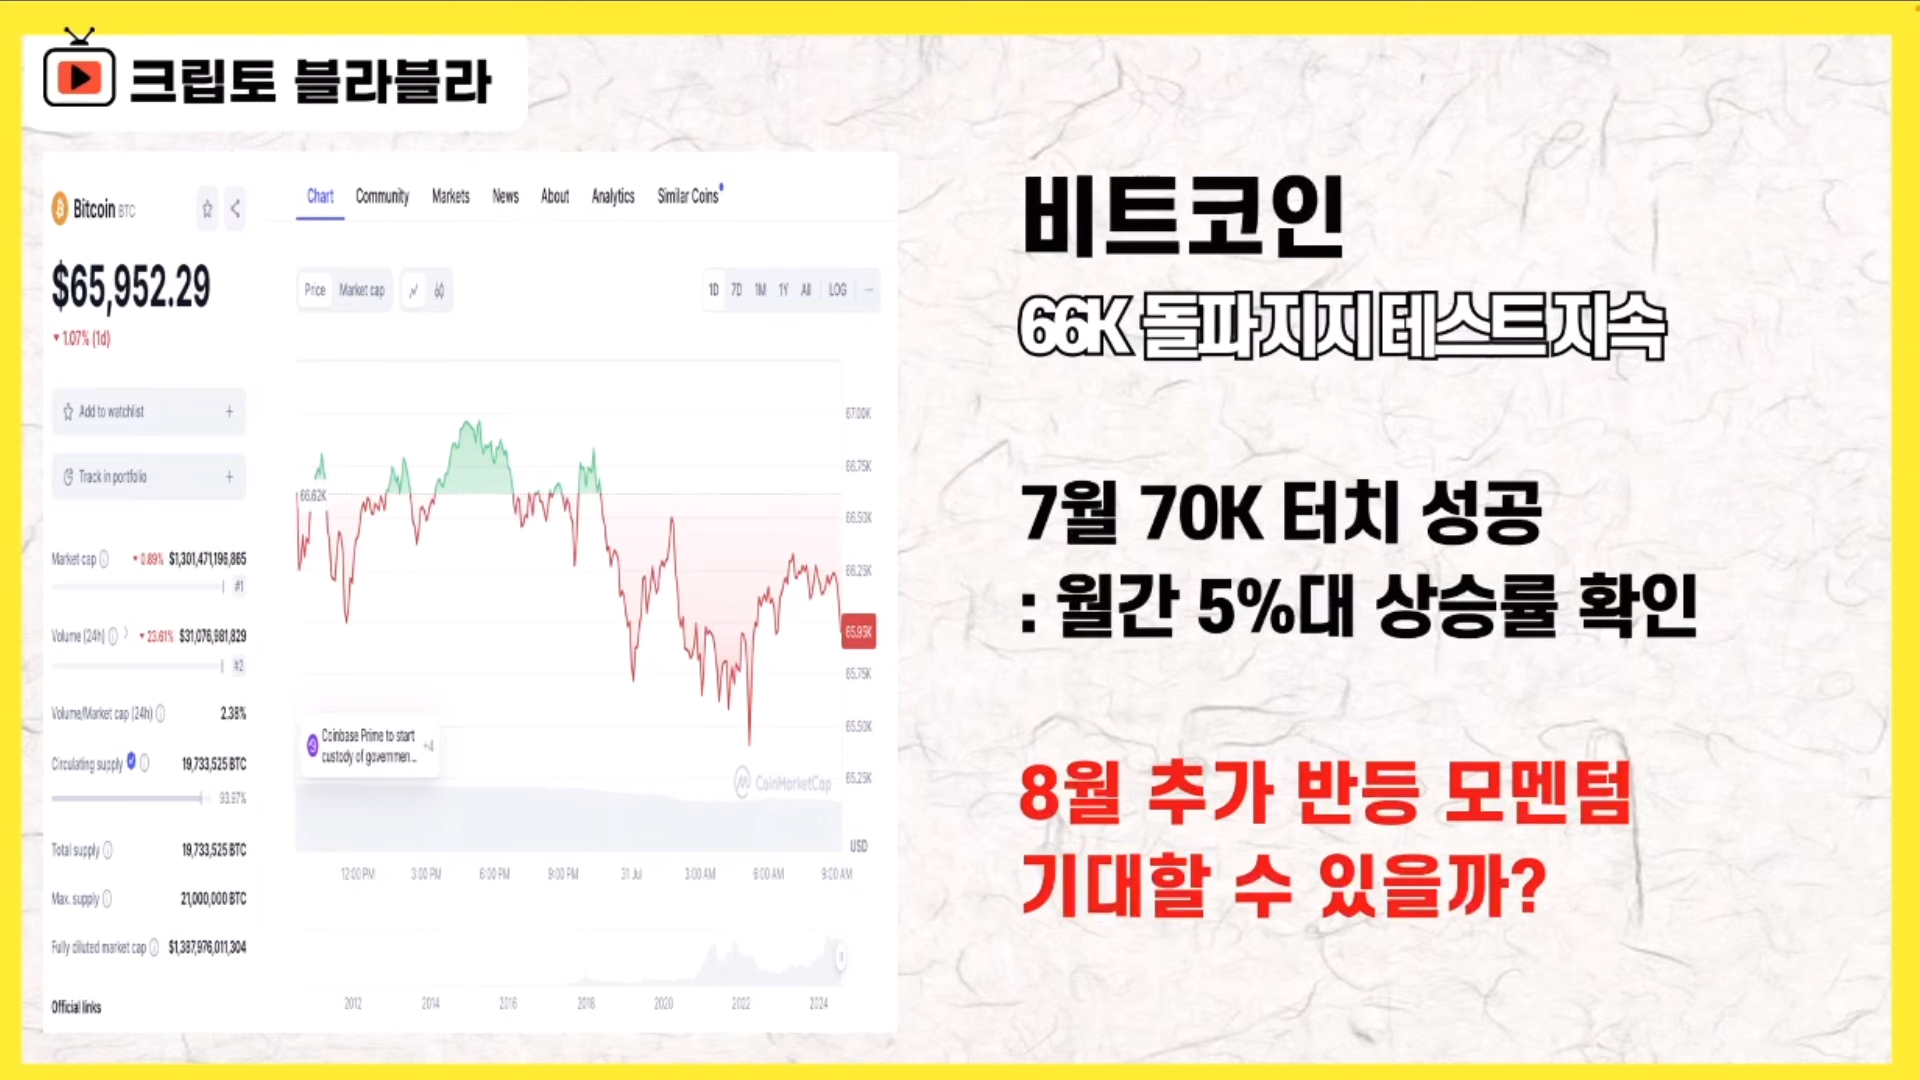 크립토 블라블라
Bitcoin BTC
$65,952.29
1.07% (1d)
Add to watchlist +
Track in portfolio +
Market cap 0.89% $1,301,471,196,865
#1
Volume (24h) 23.61% $31,076,981,829
#2
Volume/Market cap (24h) 2.38%
Circulating supply 19,733,525 BTC
93.97%
Total supply 19,733,525 BTC
Max. supply 21,000,000 BTC
Fully diluted market cap $1,387,976,011,304
Official links
Chart Community Markets News About Analytics Similar Coins
Price Market cap 1D 7D 1M 1Y All LOG ...
67.00K
66.75K
66.62K
66.50K
66.25K
65.95K
65.75K
65.50K
65.25K
Coinbase Prime to start
custody of governmen... +4
CoinMarketCap
USD
12:00 PM 3:00 PM 6:00 PM 9:00 PM 31 Jul 3:00 AM 6:00 AM 9:00 AM
2012 2014 2016 2018 2020 2022 2024
비트코인
66K 돌파 지지 테스트 지속
7월 70K 터치 성공
: 월간 5%대 상승률 확인
8월 추가 반등 모멘텀
기대할 수 있을까?